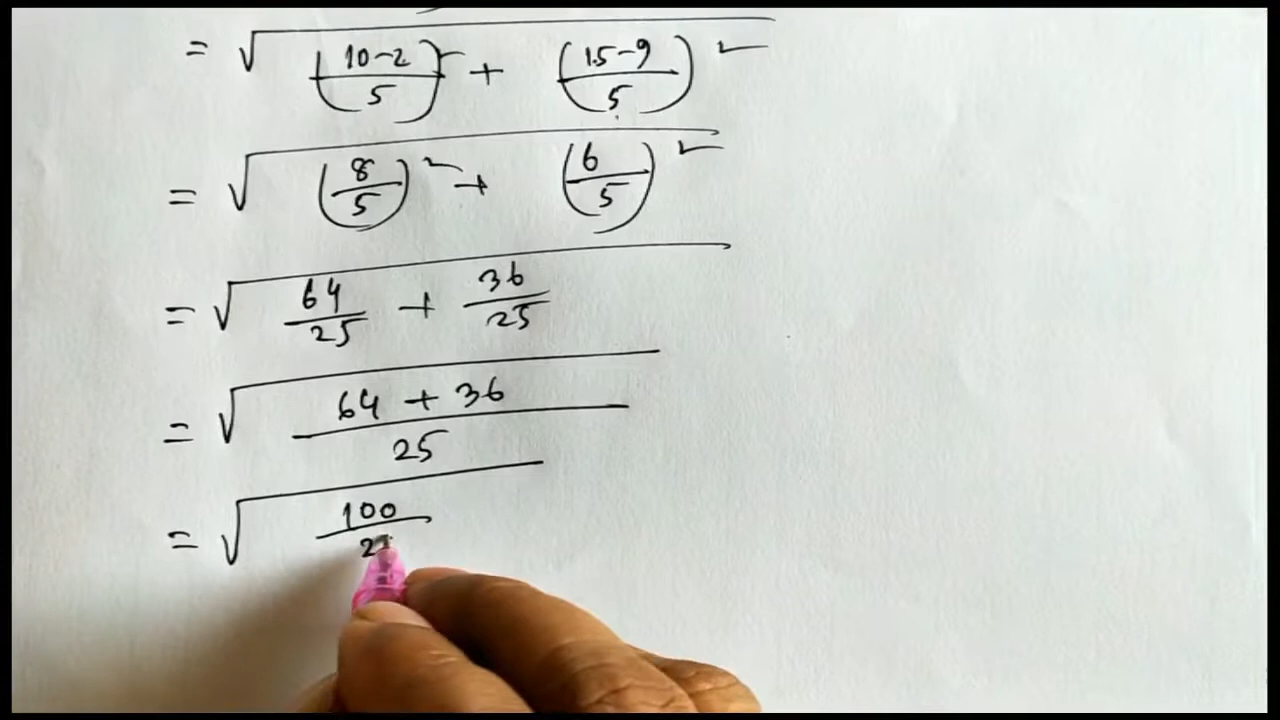 = √((10-2)/5)² + ((15-9)/5)²
= √(8/5)² + (6/5)²
= √64/25 + 36/25
= √(64 + 36)/25
= √100/2